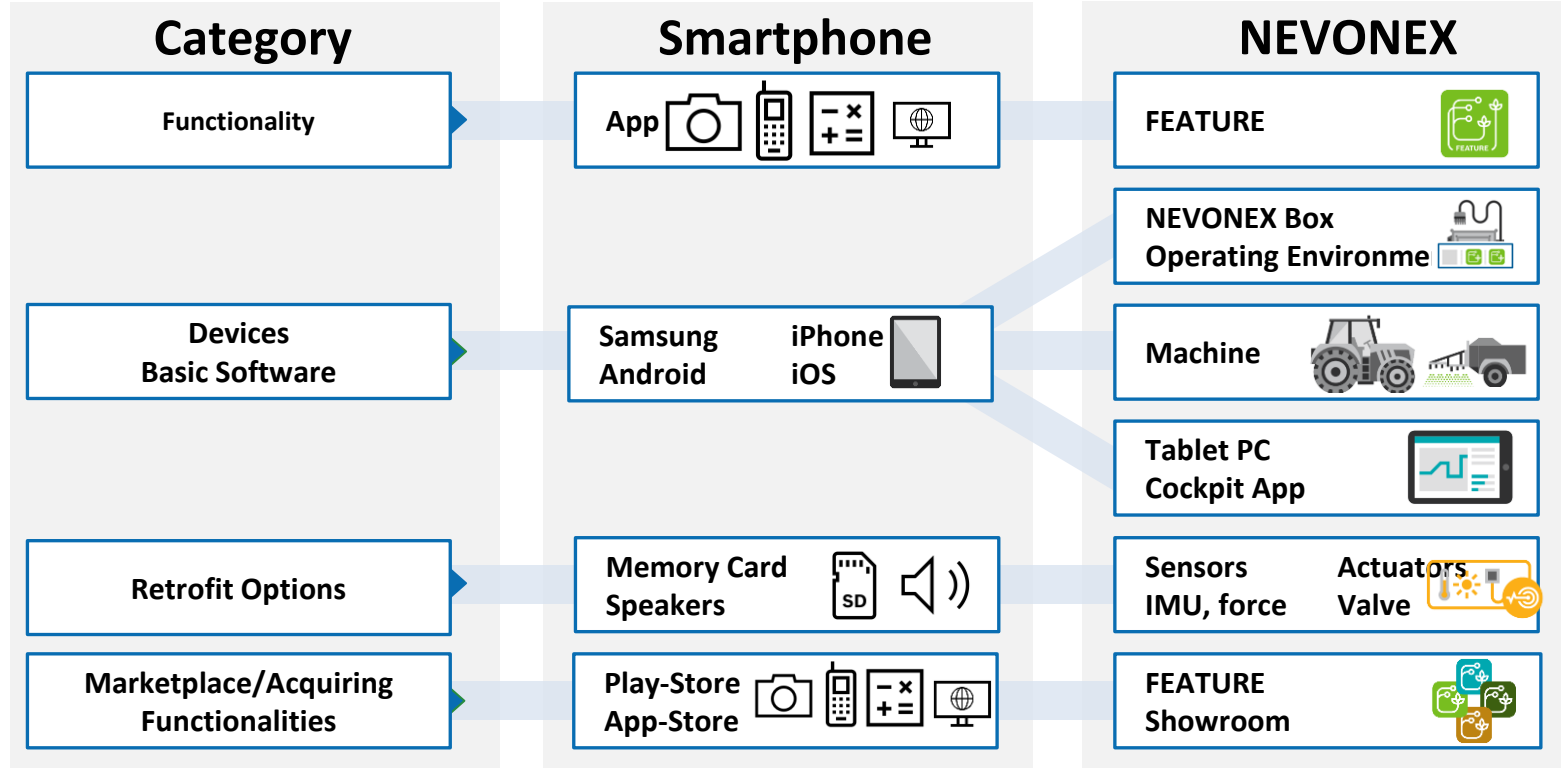 Category
Smartphone
NEVONEX
Functionality
App
FEATURE
FEATURE
NEVONEX Box
Operating Environme
Devices
Basic Software
Samsung iPhone
Android iOS
Machine
Tablet PC
Cockpit App
Retrofit Options
Memory Card
Speakers
SD
Sensors Actuators
IMU, force Valve
Marketplace/Acquiring
Functionalities
Play-Store
App-Store
FEATURE
Showroom